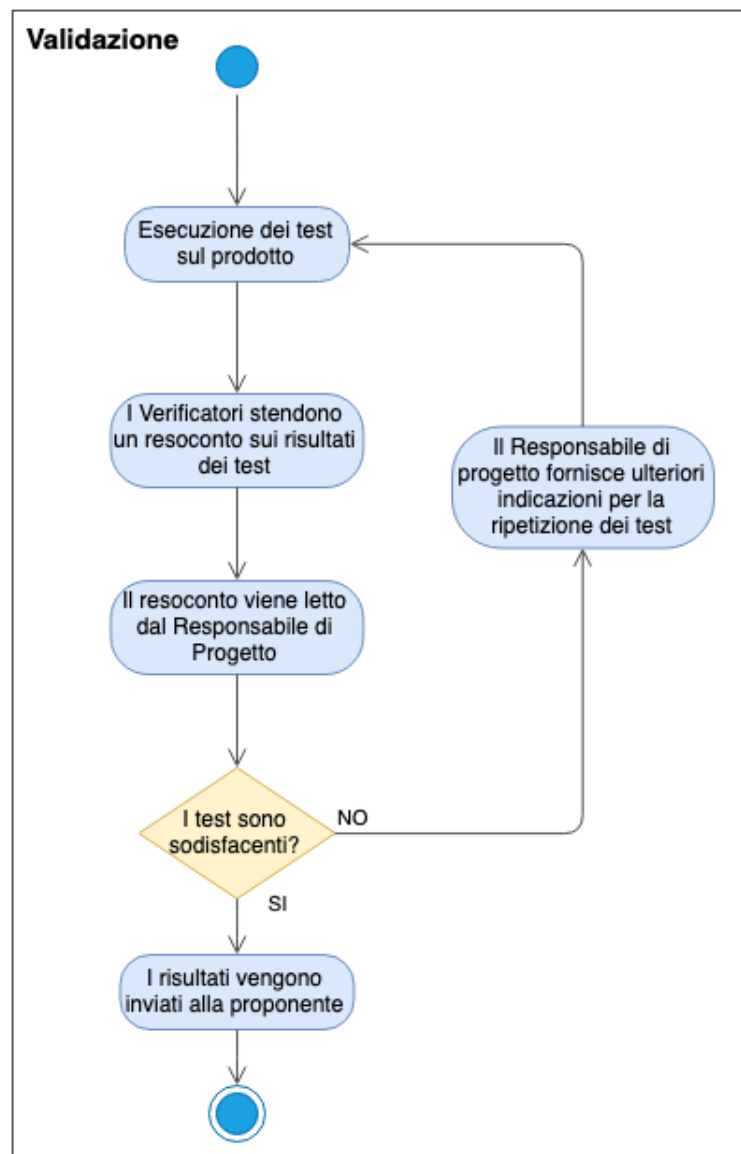 Validazione
Esecuzione dei test
sul prodotto
I Verificatori stendono
un resoconto sui risultati
dei test
Il Responsabile di
progetto fornisce ulteriori
indicazioni per la
ripetizione dei test
Il resoconto viene letto
dal Responsabile di
Progetto
I test sono
sodisfacenti?
NO
SI
I risultati vengono
inviati alla proponente